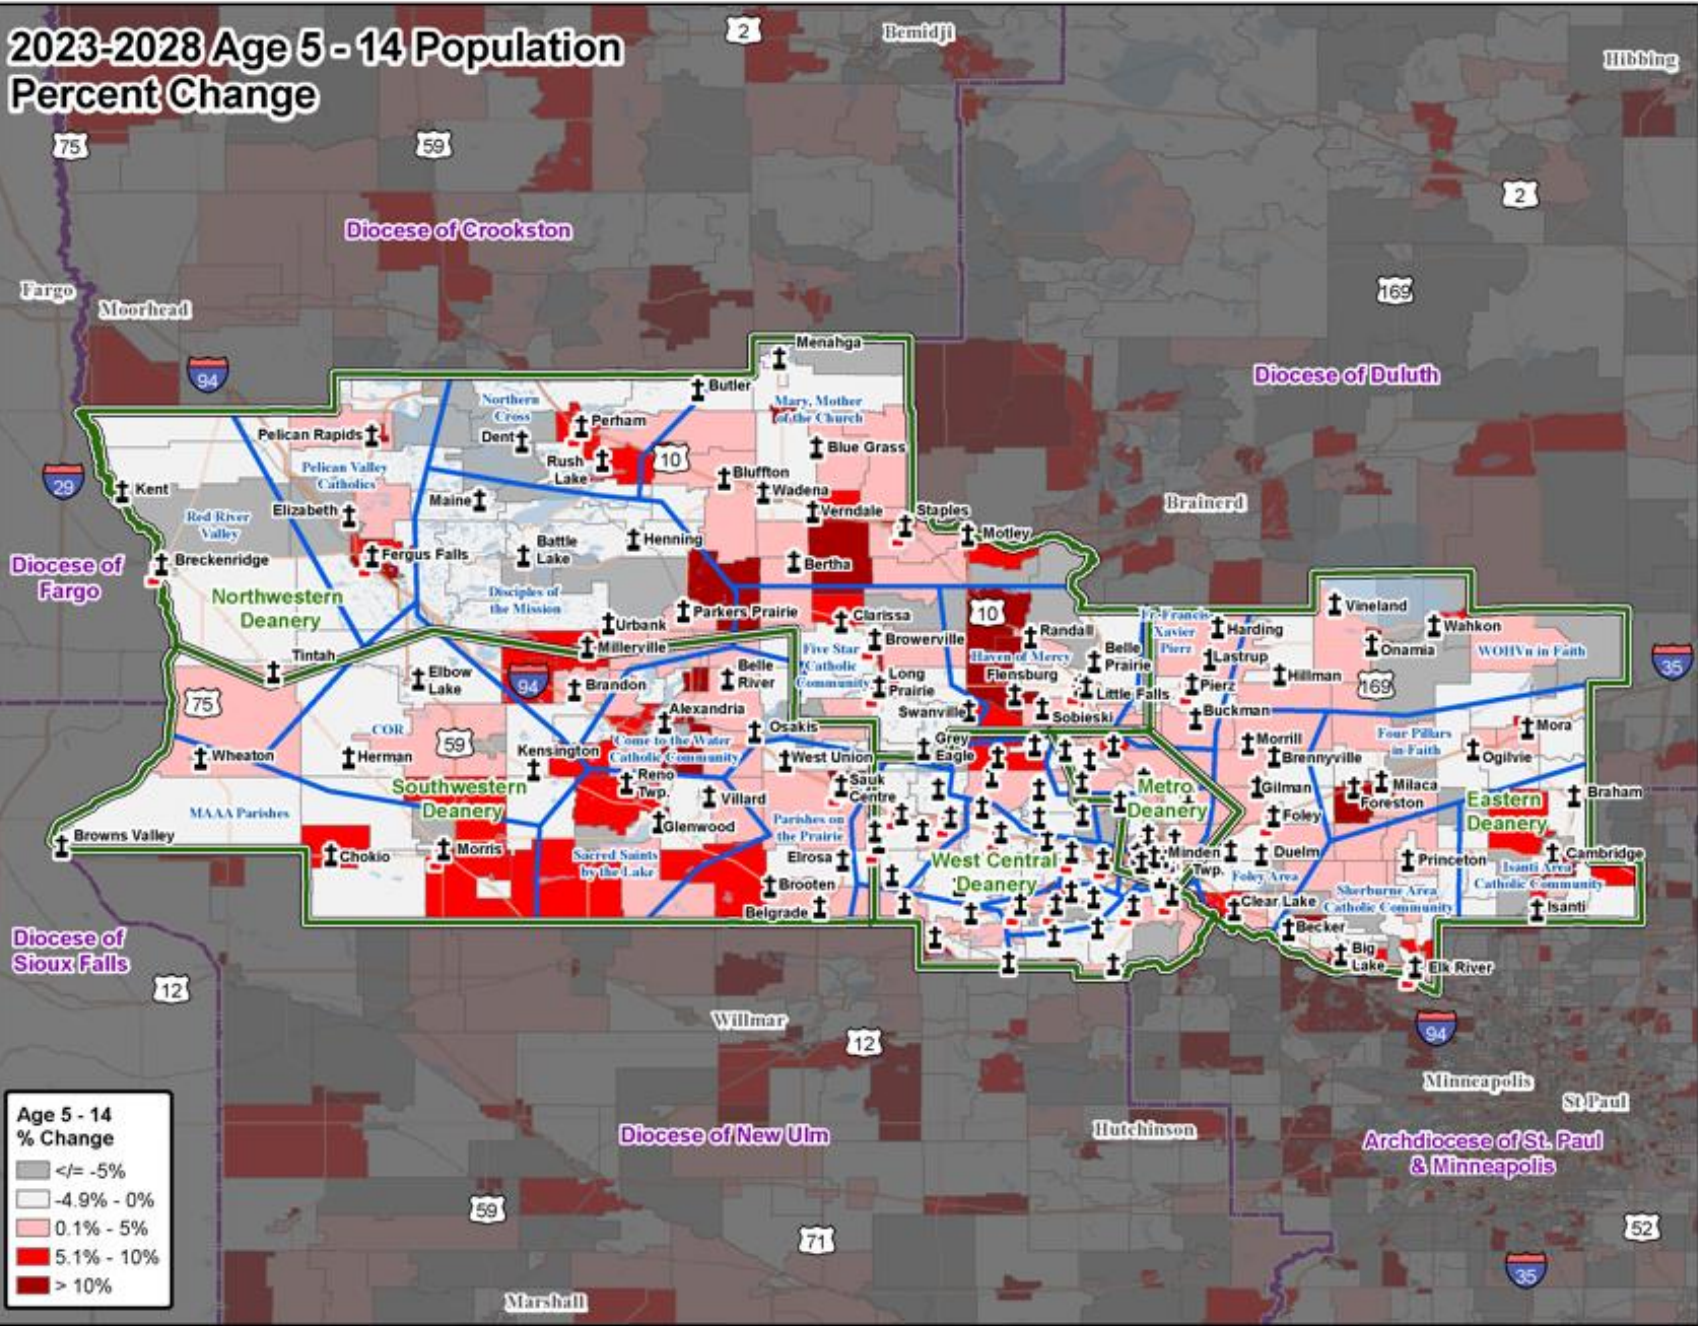 2023-2028 Age 5 - 14 Population
Percent Change
2
Bemidji
Hibbing
75
59
2
Diocese of Crookston
Fargo
Moorhead
169
94
Diocese of Duluth
Menahga
Butler
Northern
Cross
Mary, Mother
of the Church
Perham
Pelican Rapids
Dent
Blue Grass
Rush
Lake
10
Pelican Valley
Catholics
Bluffton
29
Kent
Wadena
Maine
Brainerd
Elizabeth
Verndale
Staples
Red River
Valley
Motley
Henning
Battle
Lake
Fergus Falls
Breckenridge
Bertha
Diocese of
Fargo
Northwestern
Deanery
Disciples of
the Mission
Parkers Prairie
Clarissa
10
Fr. Francis
Xavier
Pierz
Vineland
Urbank
Browerville
Randall
Harding
Wahkon
Millerville
Five Star
Catholic
Community
Haven of Mercy
Belle
Prairie
Lastrup
Onamia
WOHVn in Faith
35
Tintah
Elbow
Lake
94
Brandon
Belle
River
Long
Prairie
Flensburg
Little Falls
Pierz
Hillman
169
75
Alexandria
Swanville
Sobieski
Buckman
COR
Osakis
Mora
59
Kensington
Come to the Water
Catholic Community
Grey
Eagle
Morrill
Four Pillars
in Faith
Wheaton
Herman
West Union
Brennyville
Ogilvie
Southwestern
Deanery
Reno
Twp.
Sauk
Centre
Metro
Deanery
Gilman
Milaca
Foreston
Braham
Villard
Eastern
Deanery
MAAA Parishes
Glenwood
Parishes on
the Prairie
Foley
Browns Valley
Chokio
Morris
Sacred Saints
by the Lake
Elrosa
West Central
Deanery
Minden
Twp.
Duelm
Princeton
Cambridge
Foley Area
Isanti Area
Catholic Community
Brooten
Sherburne Area
Catholic Community
Clear Lake
Isanti
Belgrade
Becker
Diocese of
Sioux Falls
Big
Lake
Elk River
12
Willmar
94
12
Minneapolis
St Paul
Age 5 - 14
% Change
</= -5%
-4.9% - 0%
0.1% - 5%
5.1% - 10%
> 10%
Diocese of New Ulm
Hutchinson
Archdiocese of St. Paul
& Minneapolis
59
71
52
35
Marshall